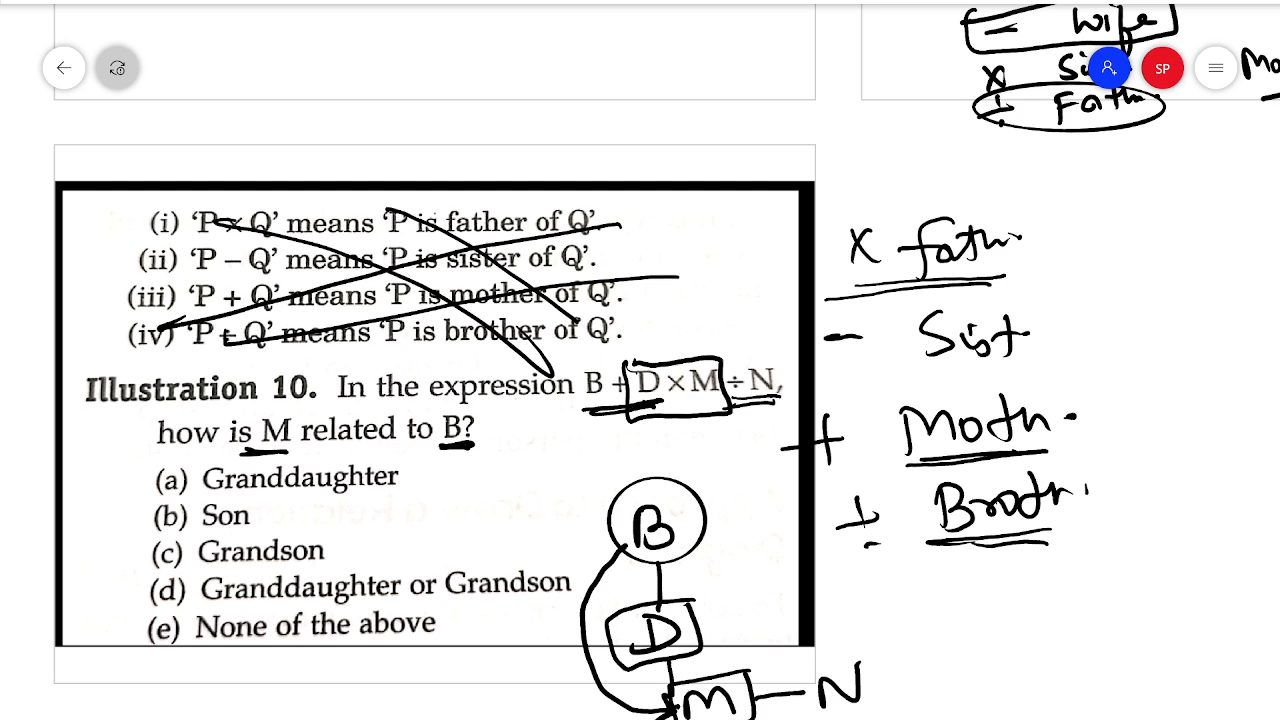 Wife
SP
Fath
(i) ‘P × Q’ means ‘P is father of Q’.
(ii) ‘P – Q’ means ‘P is sister of Q’.
(iii) ‘P + Q’ means ‘P is mother of Q’.
(iv) ‘P ÷ Q’ means ‘P is brother of Q’.
Illustration 10. In the expression B + D × M ÷ N,
how is M related to B?
(a) Granddaughter
(b) Son
(c) Grandson
(d) Granddaughter or Grandson
(e) None of the above
× Fath
– Sist
+ Moth
÷ Broth
B
D
M – N